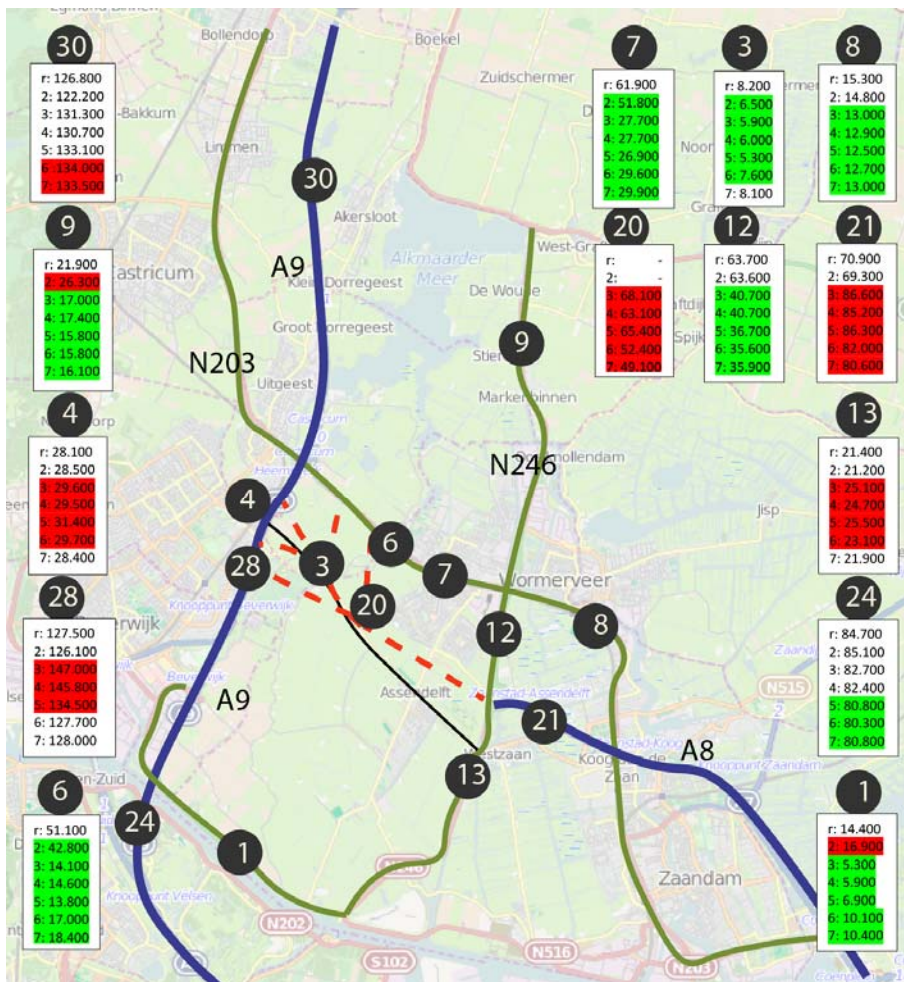 Bollendorp
Boekel
Zuidschermer
30
r: 126.800
2: 122.200
3: 131.300
4: 130.700
5: 133.100
6: 134.000
7: 133.500
7
r: 61.900
2: 51.800
3: 27.700
4: 27.700
5: 26.900
6: 29.600
7: 29.900
3
r: 8.200
2: 6.500
3: 5.900
4: 6.000
5: 5.300
6: 7.600
7: 8.100
8
r: 15.300
2: 14.800
3: 13.000
4: 12.900
5: 12.500
6: 12.700
7: 13.000
Limmen
30
Akersloot
9
r: 21.900
2: 26.300
3: 17.000
4: 17.400
5: 15.800
6: 15.800
7: 16.100
Castricum
A9
Alkmaarder
Meer
Klein Dorregeest
Groot Dorregeest
De Woude
20
r: -
2: -
3: 68.100
4: 63.100
5: 65.400
6: 52.400
7: 49.100
12
r: 63.700
2: 63.600
3: 40.700
4: 40.700
5: 36.700
6: 35.600
7: 35.900
21
r: 70.900
2: 69.300
3: 86.600
4: 85.200
5: 86.300
6: 82.000
7: 80.600
N203
9
Uitgeest
Markenbinnen
4
r: 28.100
2: 28.500
3: 29.600
4: 29.500
5: 31.400
6: 29.700
7: 28.400
N246
13
r: 21.400
2: 21.200
3: 25.100
4: 24.700
5: 25.500
6: 23.100
7: 21.900
Jisp
4
6
3
28
7
Wormerveer
20
12
8
28
r: 127.500
2: 126.100
3: 147.000
4: 145.800
5: 134.500
6: 127.700
7: 128.000
Knooppunt Beverwijk
24
r: 84.700
2: 85.100
3: 82.700
4: 82.400
5: 80.800
6: 80.300
7: 80.800
N515
A9
Assendelft
21
A8
Westzaan
13
Knooppunt Zaandam
6
r: 51.100
2: 42.800
3: 14.100
4: 14.600
5: 13.800
6: 17.000
7: 18.400
24
1
1
r: 14.400
2: 16.900
3: 5.300
4: 5.900
5: 6.900
6: 10.100
7: 10.400
Zaandam
Knooppunt Velsen
N202
N516
S102
N203